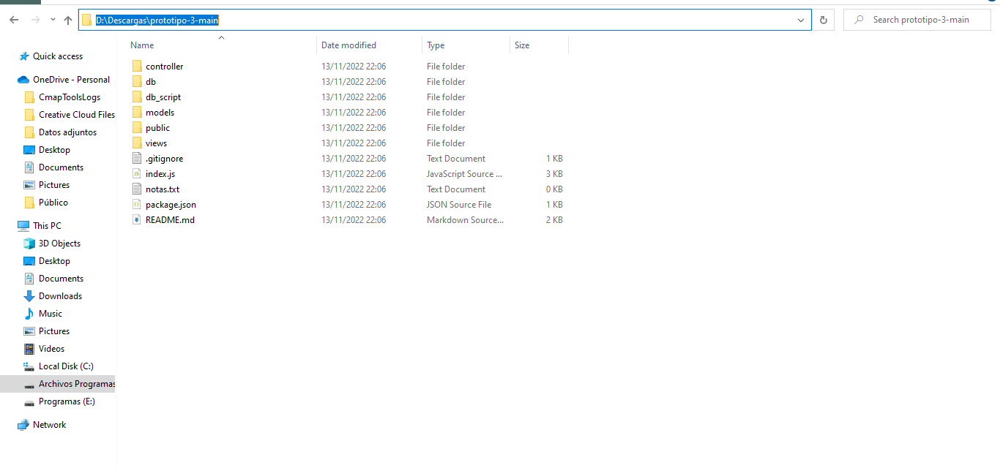 D:\Descargas\prototipo-3-main
Search prototipo-3-main
Name Date modified Type Size
Quick access
OneDrive - Personal
CmapToolsLogs
Creative Cloud Files
Datos adjuntos
Desktop
Documents
Pictures
Público
This PC
3D Objects
Desktop
Documents
Downloads
Music
Pictures
Videos
Local Disk (C:)
Archivos Programas
Programas (E:)
Network
controller 13/11/2022 22:06 File folder
db 13/11/2022 22:06 File folder
db_script 13/11/2022 22:06 File folder
models 13/11/2022 22:06 File folder
public 13/11/2022 22:06 File folder
views 13/11/2022 22:06 File folder
.gitignore 13/11/2022 22:06 Text Document 1 KB
index.js 13/11/2022 22:06 JavaScript Source ... 3 KB
notas.txt 13/11/2022 22:06 Text Document 0 KB
package.json 13/11/2022 22:06 JSON Source File 1 KB
README.md 13/11/2022 22:06 Markdown Source... 2 KB